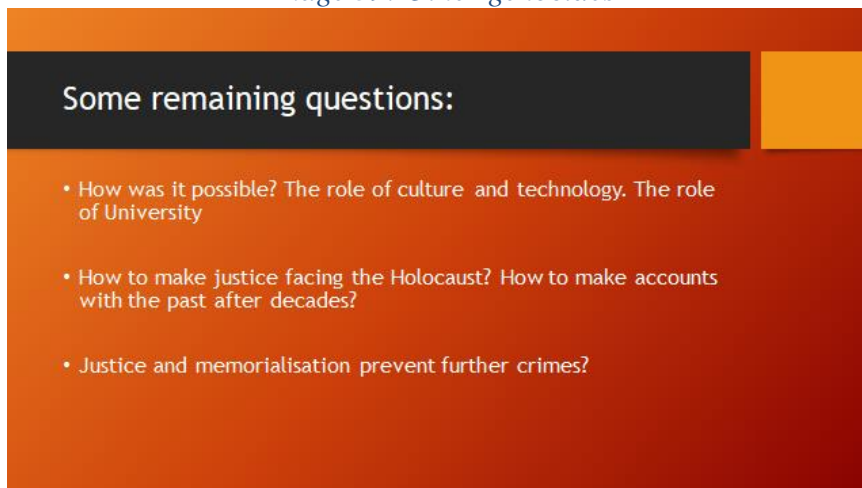 Some remaining questions:
• How was it possible? The role of culture and technology. The role
of University
• How to make justice facing the Holocaust? How to make accounts
with the past after decades?
• Justice and memorialisation prevent further crimes?